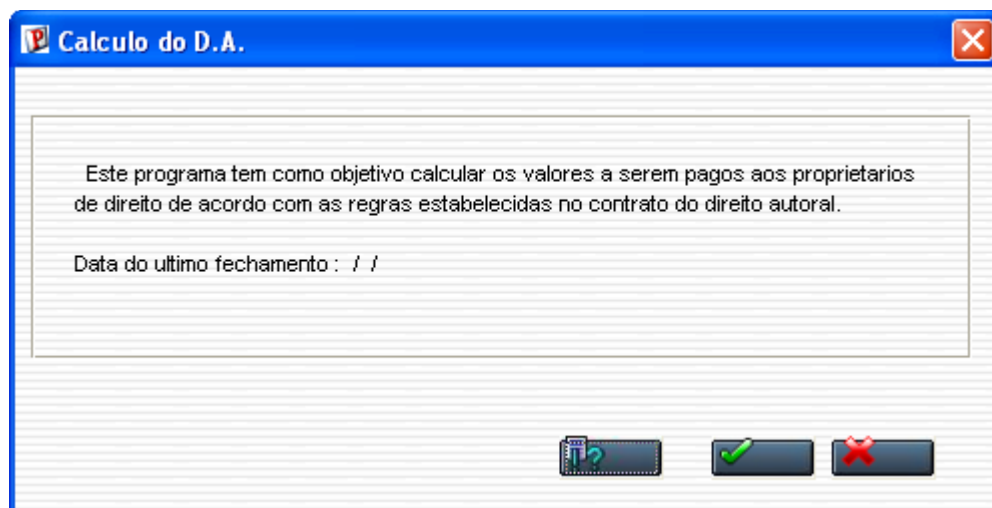 Calculo do D.A.
Este programa tem como objetivo calcular os valores a serem pagos aos proprietarios
de direito de acordo com as regras estabelecidas no contrato do direito autoral.
Data do ultimo fechamento : / /